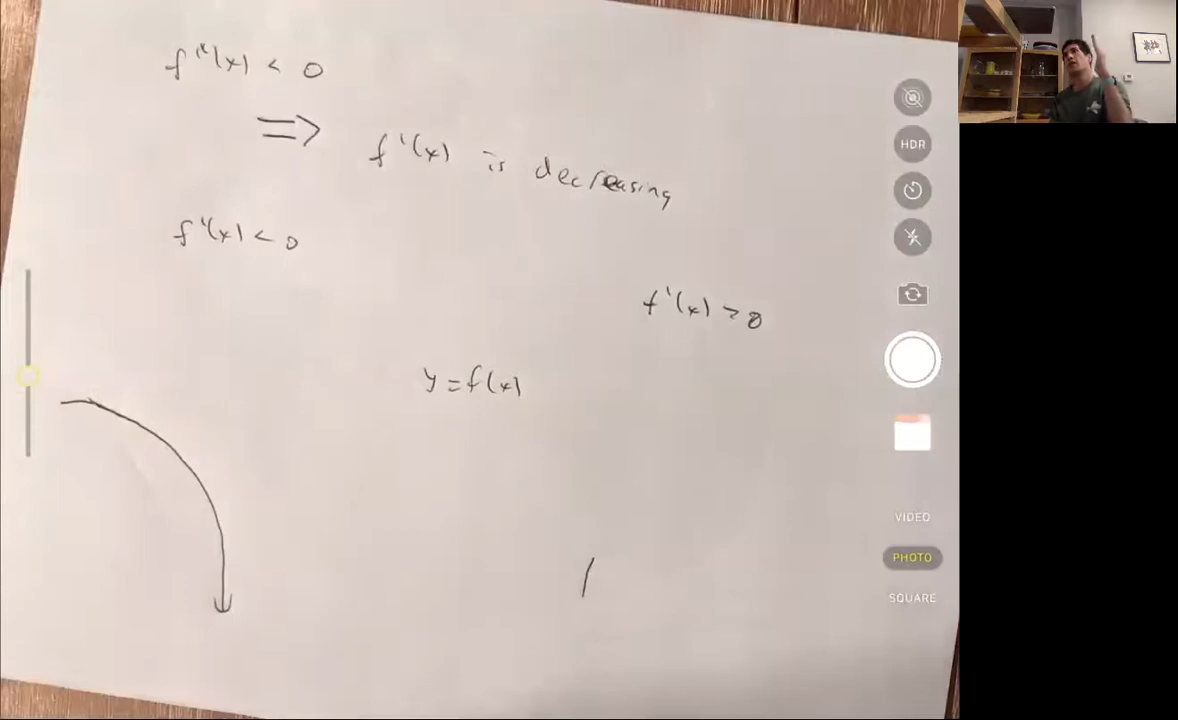 f''(x) < 0
⇒ f'(x) is decreasing
f'(x) < 0
f'(x) > 0
y = f(x)
HDR
VIDEO
PHOTO
SQUARE